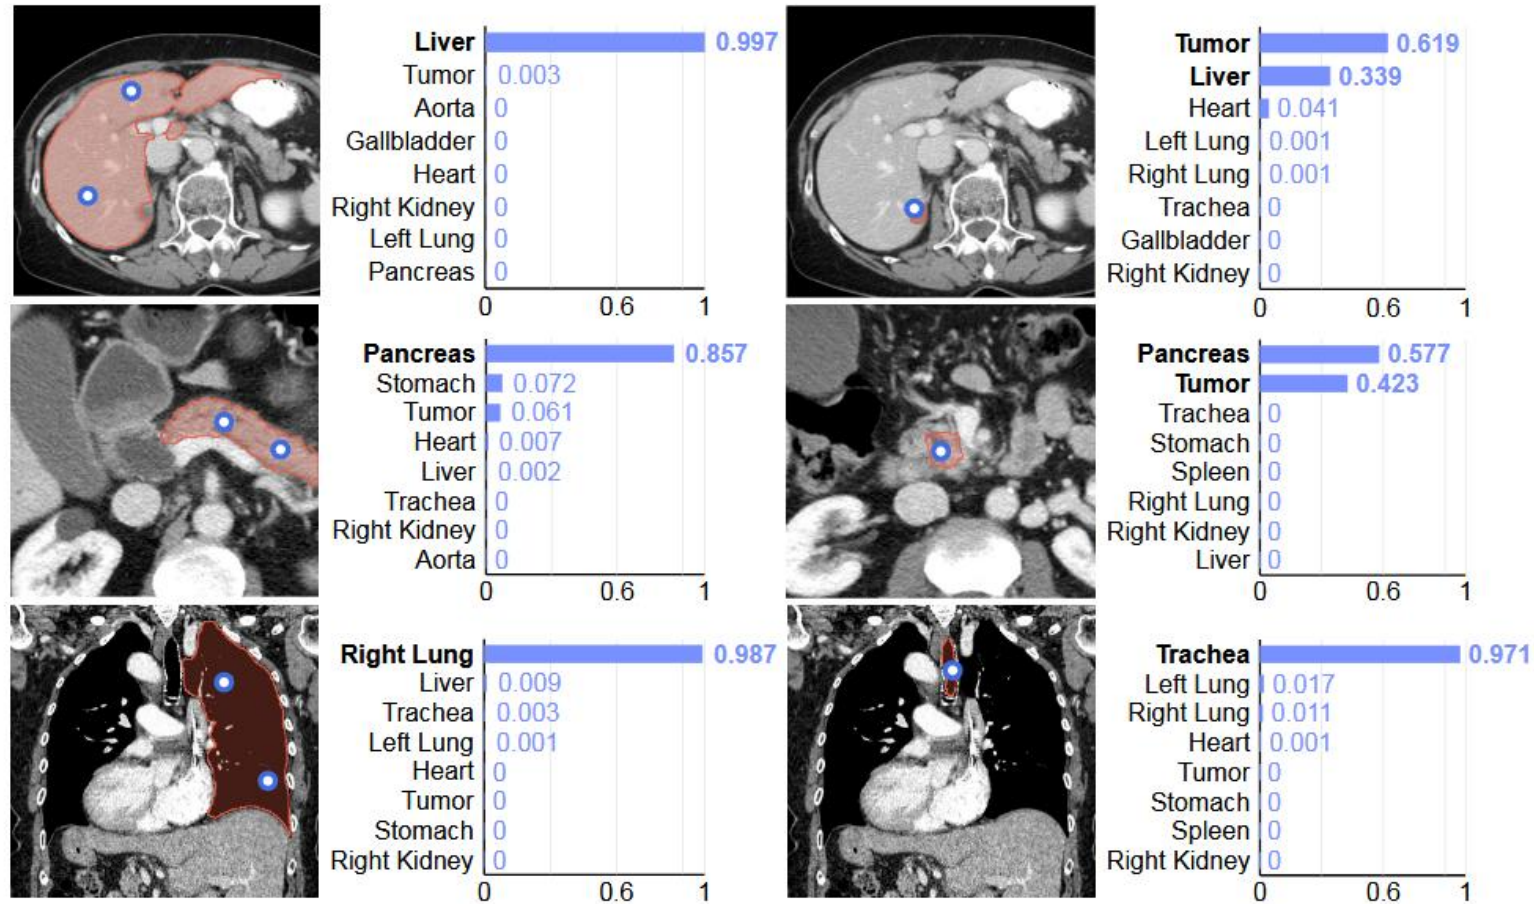 Liver 0.997
Tumor 0.003
Aorta 0
Gallbladder 0
Heart 0
Right Kidney 0
Left Lung 0
Pancreas 0
0 0.6 1
Tumor 0.619
Liver 0.339
Heart 0.041
Left Lung 0.001
Right Lung 0.001
Trachea 0
Gallbladder 0
Right Kidney 0
0 0.6 1
Pancreas 0.857
Stomach 0.072
Tumor 0.061
Heart 0.007
Liver 0.002
Trachea 0
Right Kidney 0
Aorta 0
0 0.6 1
Pancreas 0.577
Tumor 0.423
Trachea 0
Stomach 0
Spleen 0
Right Lung 0
Right Kidney 0
Liver 0
0 0.6 1
Right Lung 0.987
Liver 0.009
Trachea 0.003
Left Lung 0.001
Heart 0
Tumor 0
Stomach 0
Right Kidney 0
0 0.6 1
Trachea 0.971
Left Lung 0.017
Right Lung 0.011
Heart 0.001
Tumor 0
Stomach 0
Spleen 0
Right Kidney 0
0 0.6 1